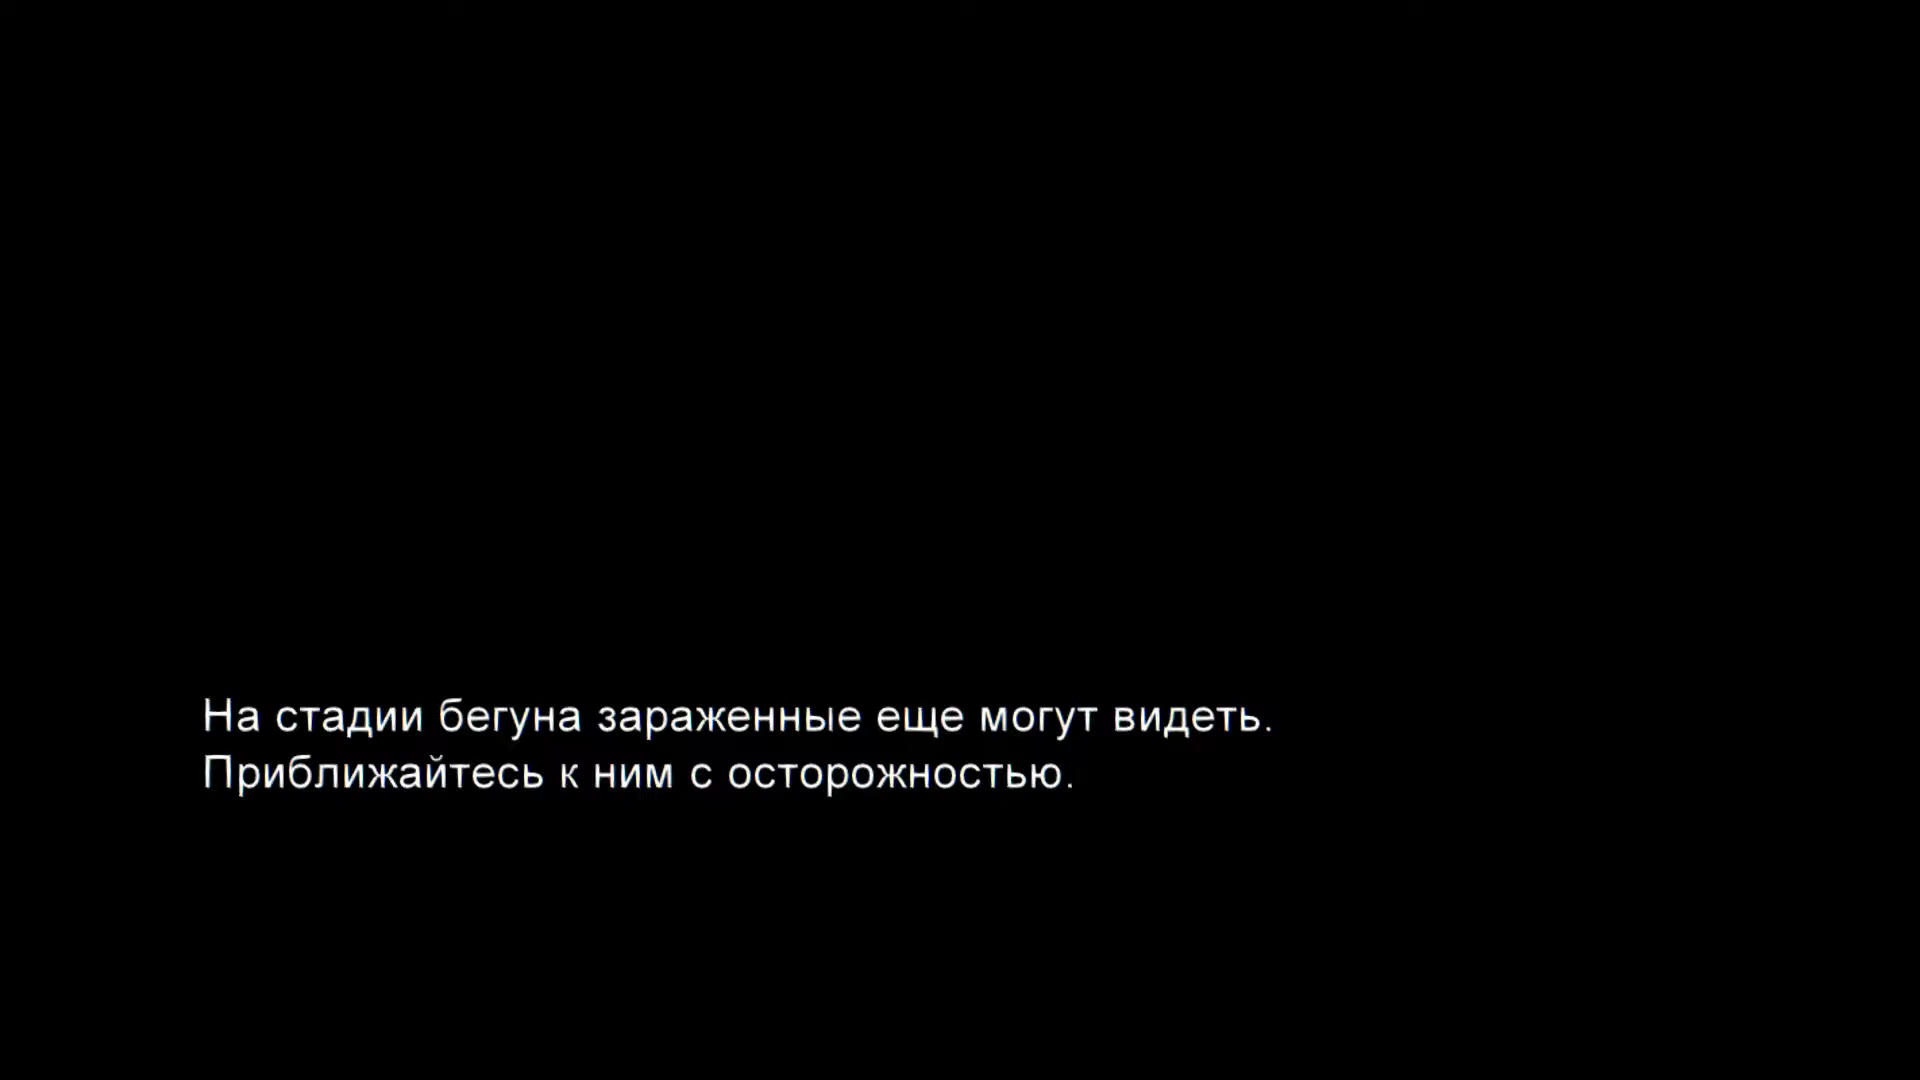 На стадии бегуна зараженные еще могут видеть.
Приближайтесь к ним с осторожностью.